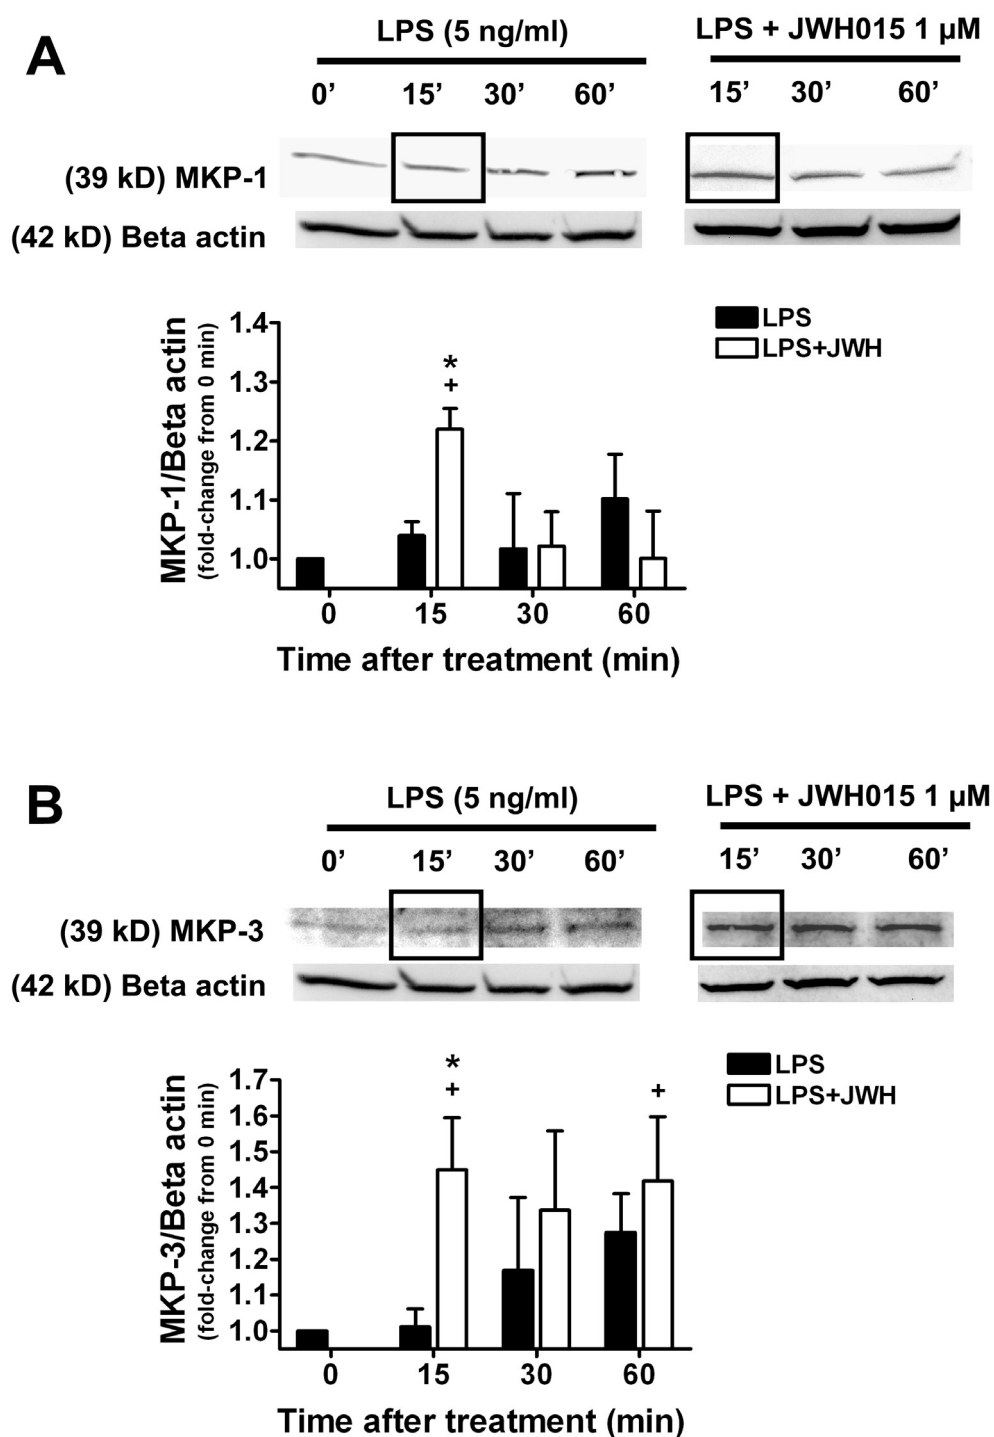 A
LPS (5 ng/ml) LPS + JWH015 1 µM
0’ 15’ 30’ 60’ 15’ 30’ 60’
(39 kD) MKP-1
(42 kD) Beta actin
MKP-1/Beta actin
(fold-change from 0 min)
1.4
1.3
1.2
1.1
1.0
*
+
LPS
LPS+JWH
0 15 30 60
Time after treatment (min)
B
LPS (5 ng/ml) LPS + JWH015 1 µM
0’ 15’ 30’ 60’ 15’ 30’ 60’
(39 kD) MKP-3
(42 kD) Beta actin
MKP-3/Beta actin
(fold-change from 0 min)
1.7
1.6
1.5
1.4
1.3
1.2
1.1
1.0
*
+ +
LPS
LPS+JWH
0 15 30 60
Time after treatment (min)